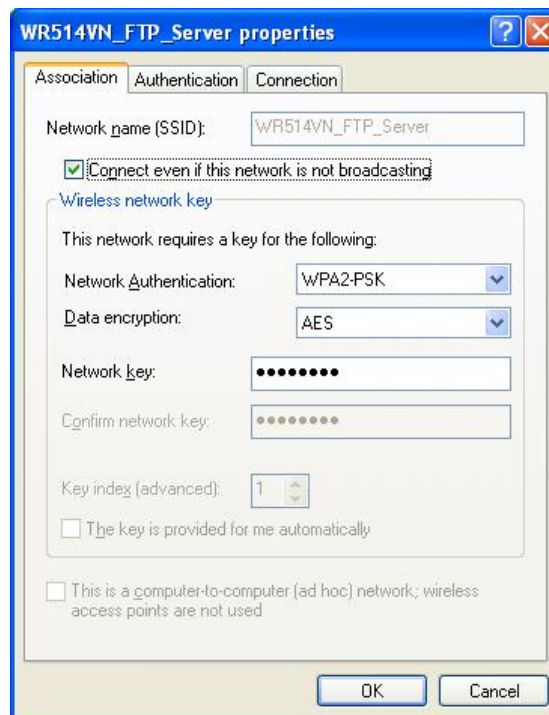 WR514VN_FTP_Server properties
Association Authentication Connection
Network name (SSID): WR514VN_FTP_Server
Connect even if this network is not broadcasting
Wireless network key
This network requires a key for the following:
Network Authentication: WPA2-PSK
Data encryption: AES
Network key: ••••••••
Confirm network key: ••••••••
Key index (advanced): 1
The key is provided for me automatically
This is a computer-to-computer (ad hoc) network; wireless
access points are not used
OK Cancel